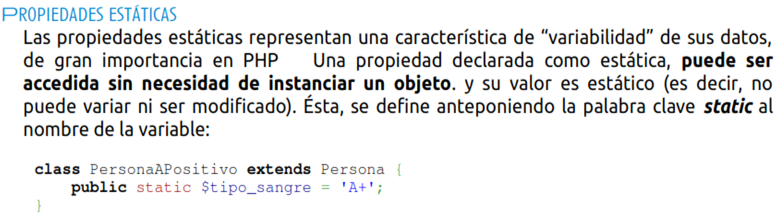 PROPIEDADES ESTÁTICAS
Las propiedades estáticas representan una característica de “variabilidad” de sus datos,
de gran importancia en PHP Una propiedad declarada como estática, puede ser
accedida sin necesidad de instanciar un objeto. y su valor es estático (es decir, no
puede variar ni ser modificado). Ésta, se define anteponiendo la palabra clave static al
nombre de la variable:
class PersonaAPositivo extends Persona {
public static $tipo_sangre = 'A+';
}